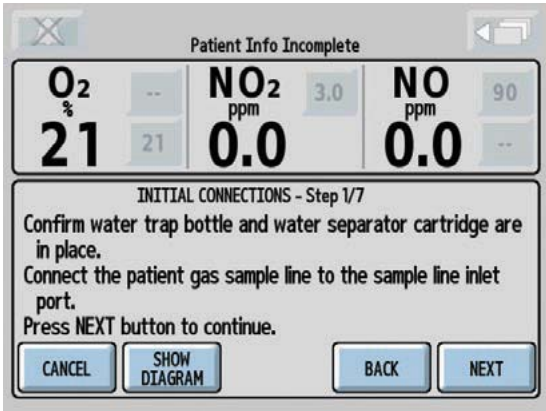 Patient Info Incomplete
O2
%
21
--
21
NO2
ppm
0.0
3.0
NO
ppm
0.0
90
--
INITIAL CONNECTIONS - Step 1/7
Confirm water trap bottle and water separator cartridge are
in place.
Connect the patient gas sample line to the sample line inlet
port.
Press NEXT button to continue.
CANCEL
SHOW
DIAGRAM
BACK
NEXT